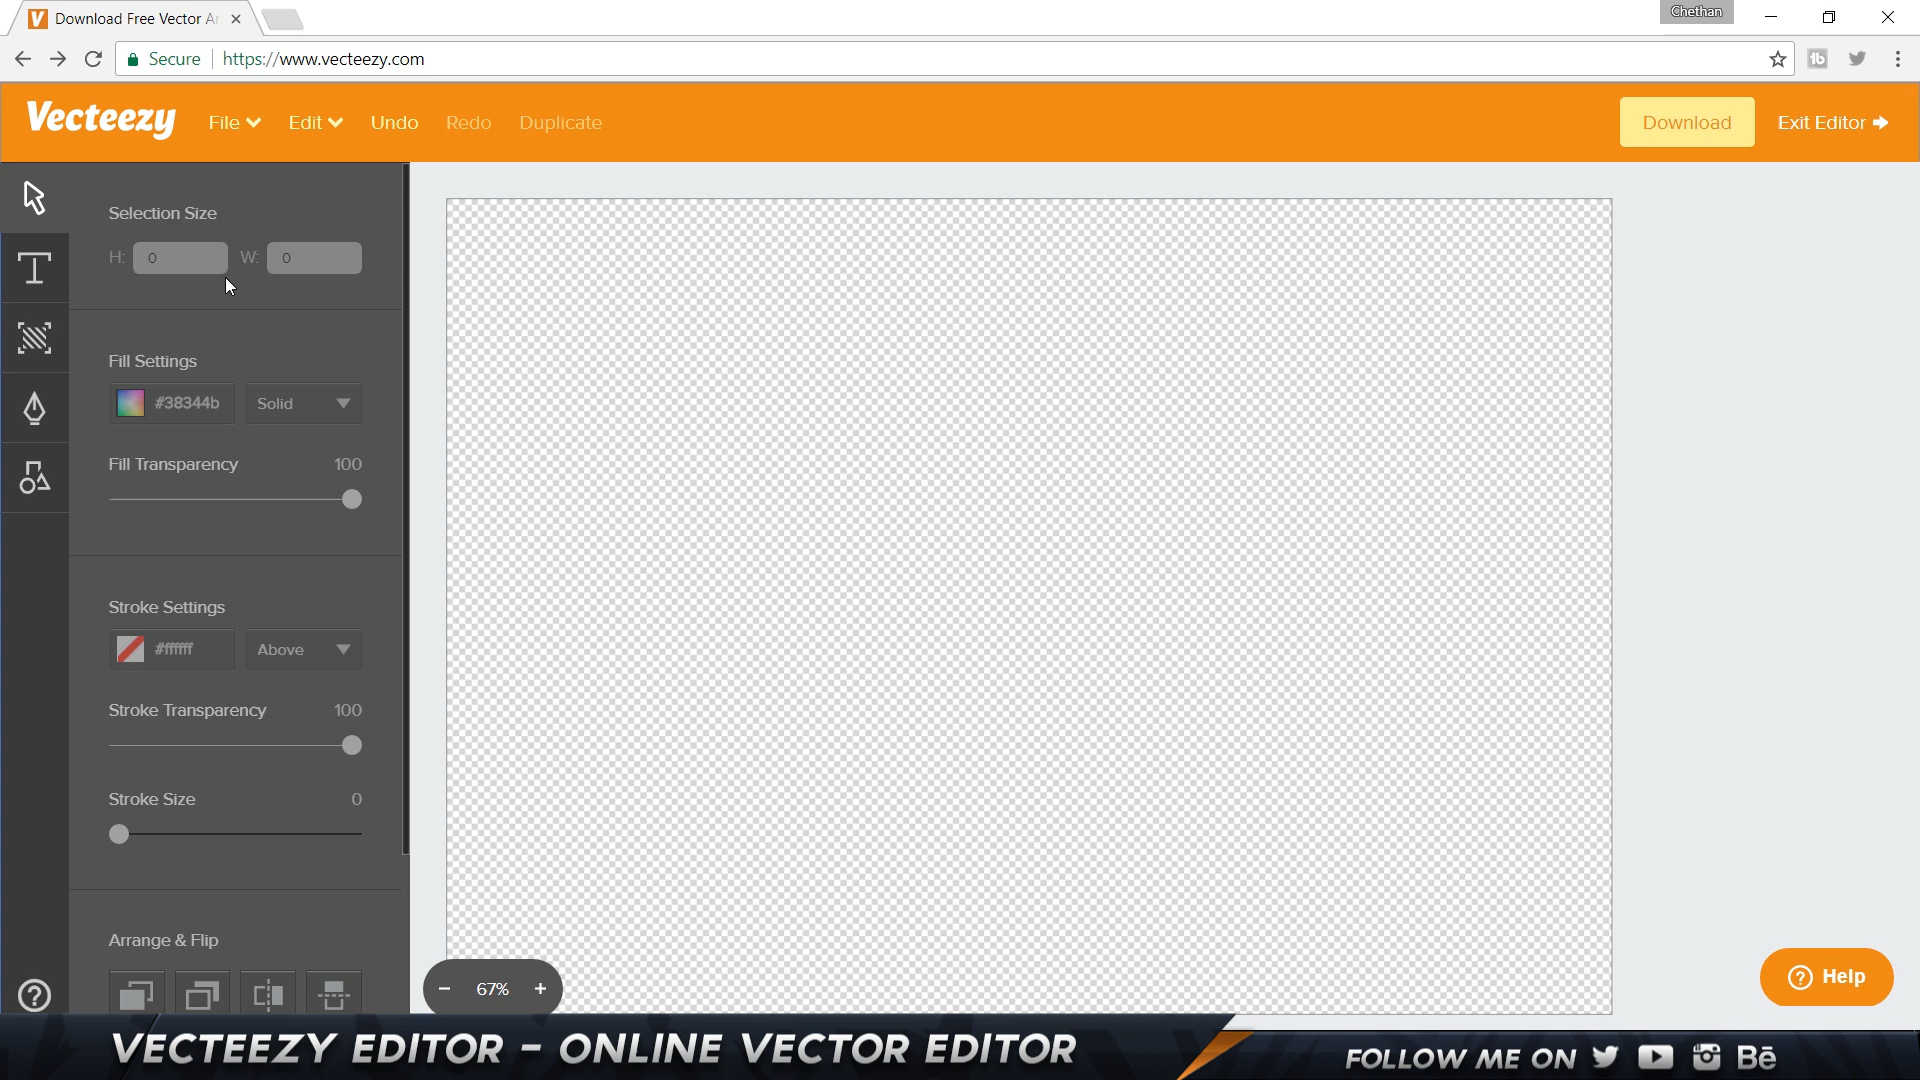 Download Free Vector Ar
Chethan
Secure https://www.vecteezy.com
Vecteezy File Edit Undo Redo Duplicate Download Exit Editor
Selection Size
H: 0 W: 0
Fill Settings
#38344b Solid
Fill Transparency 100
Stroke Settings
#ffffff Above
Stroke Transparency 100
Stroke Size 0
Arrange & Flip
− 67% +
? Help
VECTEEZY EDITOR - ONLINE VECTOR EDITOR
FOLLOW ME ON Bē